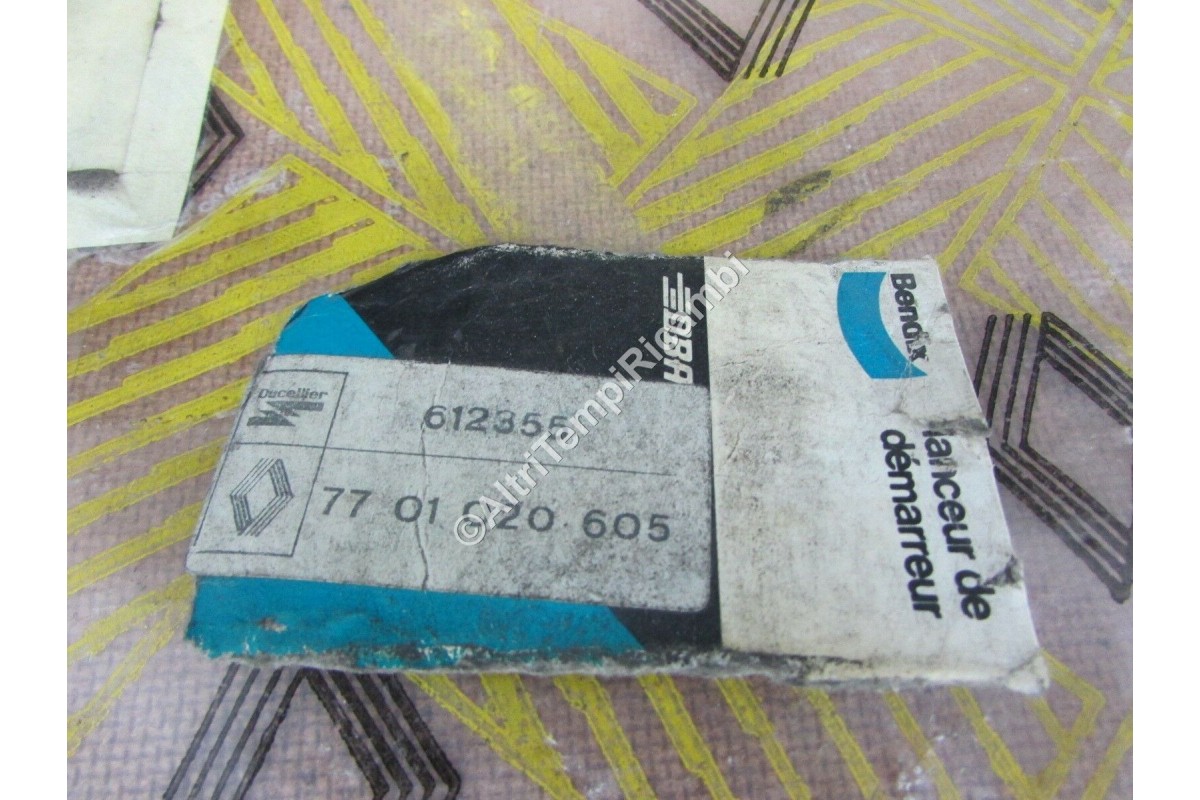 Ducellier
612355
77 01 020 605
DBA
Bendix
lanceur de
démarreur
©AltriTempiRicambi